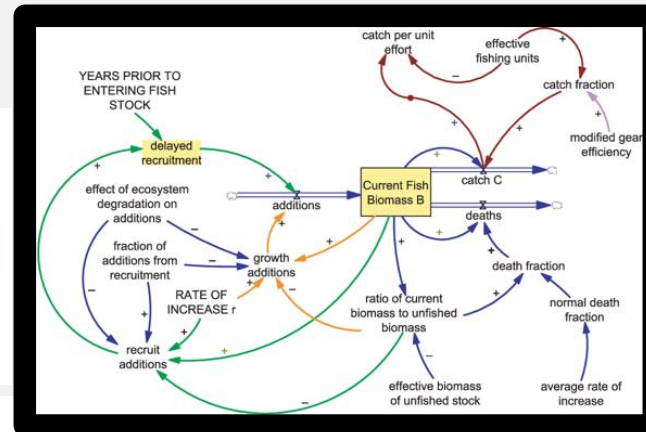 catch per unit
effort
effective
fishing units
YEARS PRIOR TO
ENTERING FISH
STOCK
catch fraction
delayed
recruitment
modified gear
efficiency
effect of ecosystem
degradation on
additions
additions
Current Fish
Biomass B
catch C
deaths
fraction of
additions from
recruitment
growth
additions
death fraction
RATE OF
INCREASE r
ratio of current
biomass to unfished
biomass
normal death
fraction
recruit
additions
effective biomass
of unfished stock
average rate of
increase